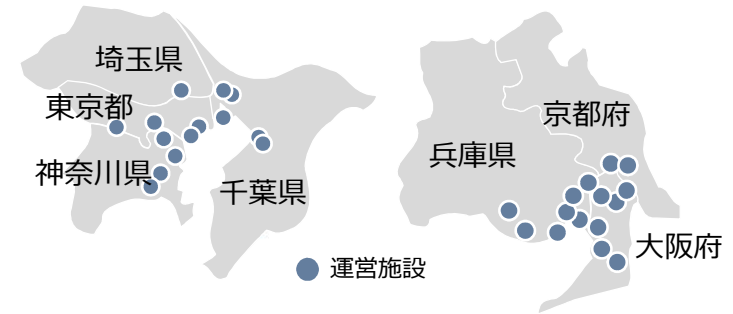 埼玉県
東京都
神奈川県
千葉県
京都府
兵庫県
大阪府
運営施設